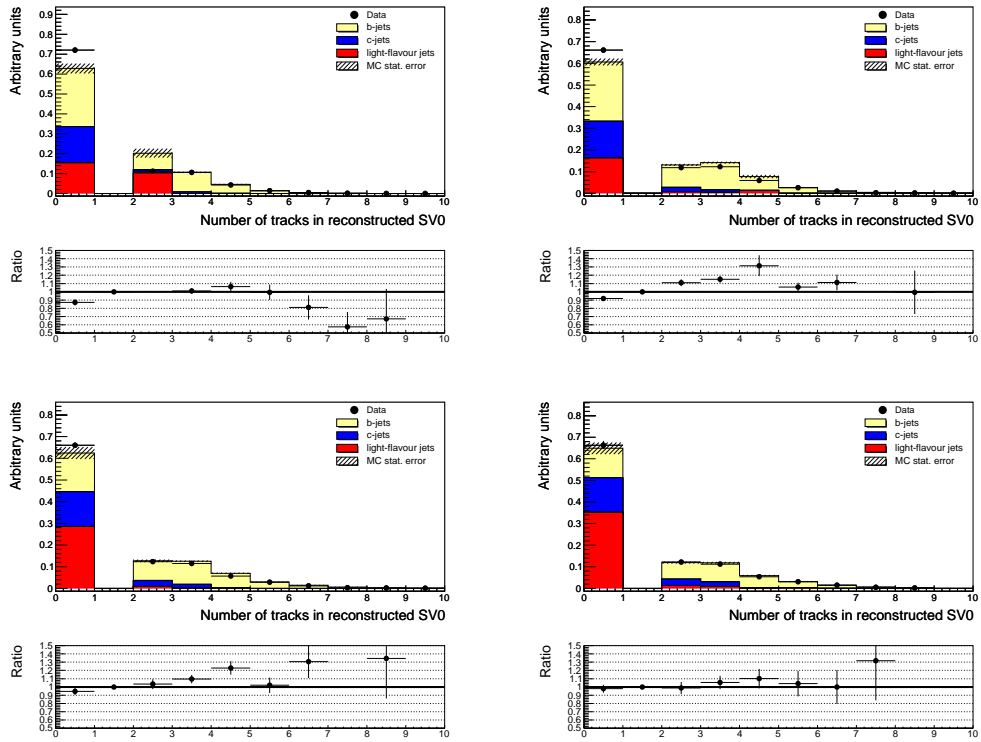 Arbitrary units
0.9
0.8
0.7
0.6
0.5
0.4
0.3
0.2
0.1
0
Data
b-jets
c-jets
light-flavour jets
MC stat. error
0 1 2 3 4 5 6 7 8 9 10
Number of tracks in reconstructed SV0
Ratio
1.5
1.4
1.3
1.2
1.1
1
0.9
0.8
0.7
0.6
0.5
0 1 2 3 4 5 6 7 8 9 10
Arbitrary units
0.8
0.7
0.6
0.5
0.4
0.3
0.2
0.1
0
Data
b-jets
c-jets
light-flavour jets
MC stat. error
0 1 2 3 4 5 6 7 8 9 10
Number of tracks in reconstructed SV0
Ratio
1.5
1.4
1.3
1.2
1.1
1
0.9
0.8
0.7
0.6
0.5
0 1 2 3 4 5 6 7 8 9 10
Arbitrary units
0.8
0.7
0.6
0.5
0.4
0.3
0.2
0.1
0
Data
b-jets
c-jets
light-flavour jets
MC stat. error
0 1 2 3 4 5 6 7 8 9 10
Number of tracks in reconstructed SV0
Ratio
1.5
1.4
1.3
1.2
1.1
1
0.9
0.8
0.7
0.6
0.5
0 1 2 3 4 5 6 7 8 9 10
Arbitrary units
0.8
0.7
0.6
0.5
0.4
0.3
0.2
0.1
0
Data
b-jets
c-jets
light-flavour jets
MC stat. error
0 1 2 3 4 5 6 7 8 9 10
Number of tracks in reconstructed SV0
Ratio
1.5
1.4
1.3
1.2
1.1
1
0.9
0.8
0.7
0.6
0.5
0 1 2 3 4 5 6 7 8 9 10